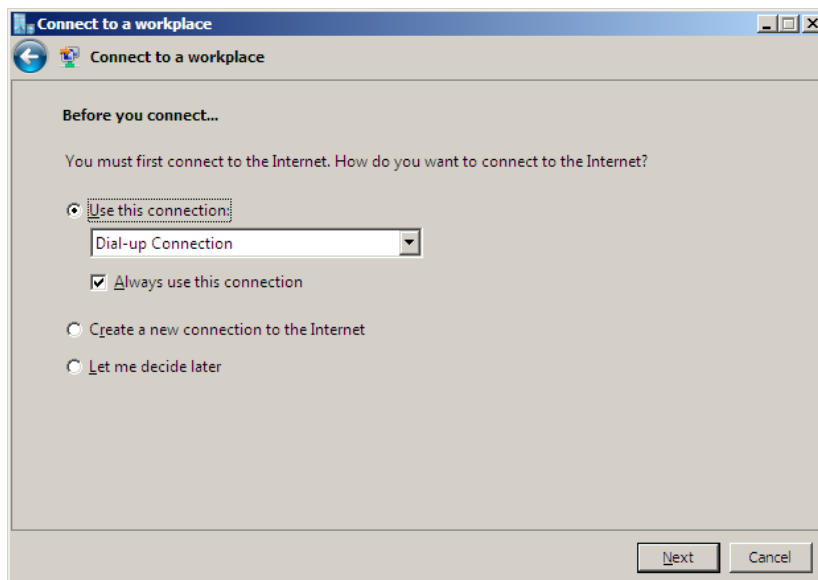 Connect to a workplace
Connect to a workplace
Before you connect...
You must first connect to the Internet. How do you want to connect to the Internet?
Use this connection:
Dial-up Connection
Always use this connection
Create a new connection to the Internet
Let me decide later
Next Cancel